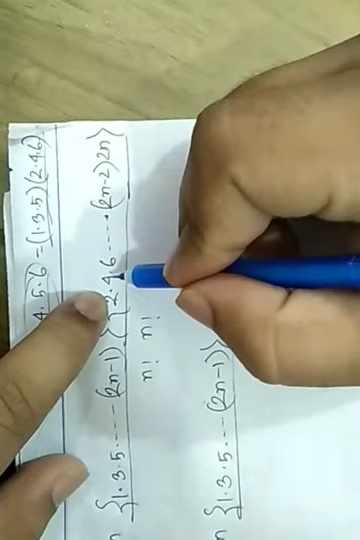 4.5.6 = (1.3.5)(2.4.6)
{1.3.5.---(2n-1)}{2.4.6----.(2n-2)2n}
n! n!
n {1.3.5.---(2n-1)}